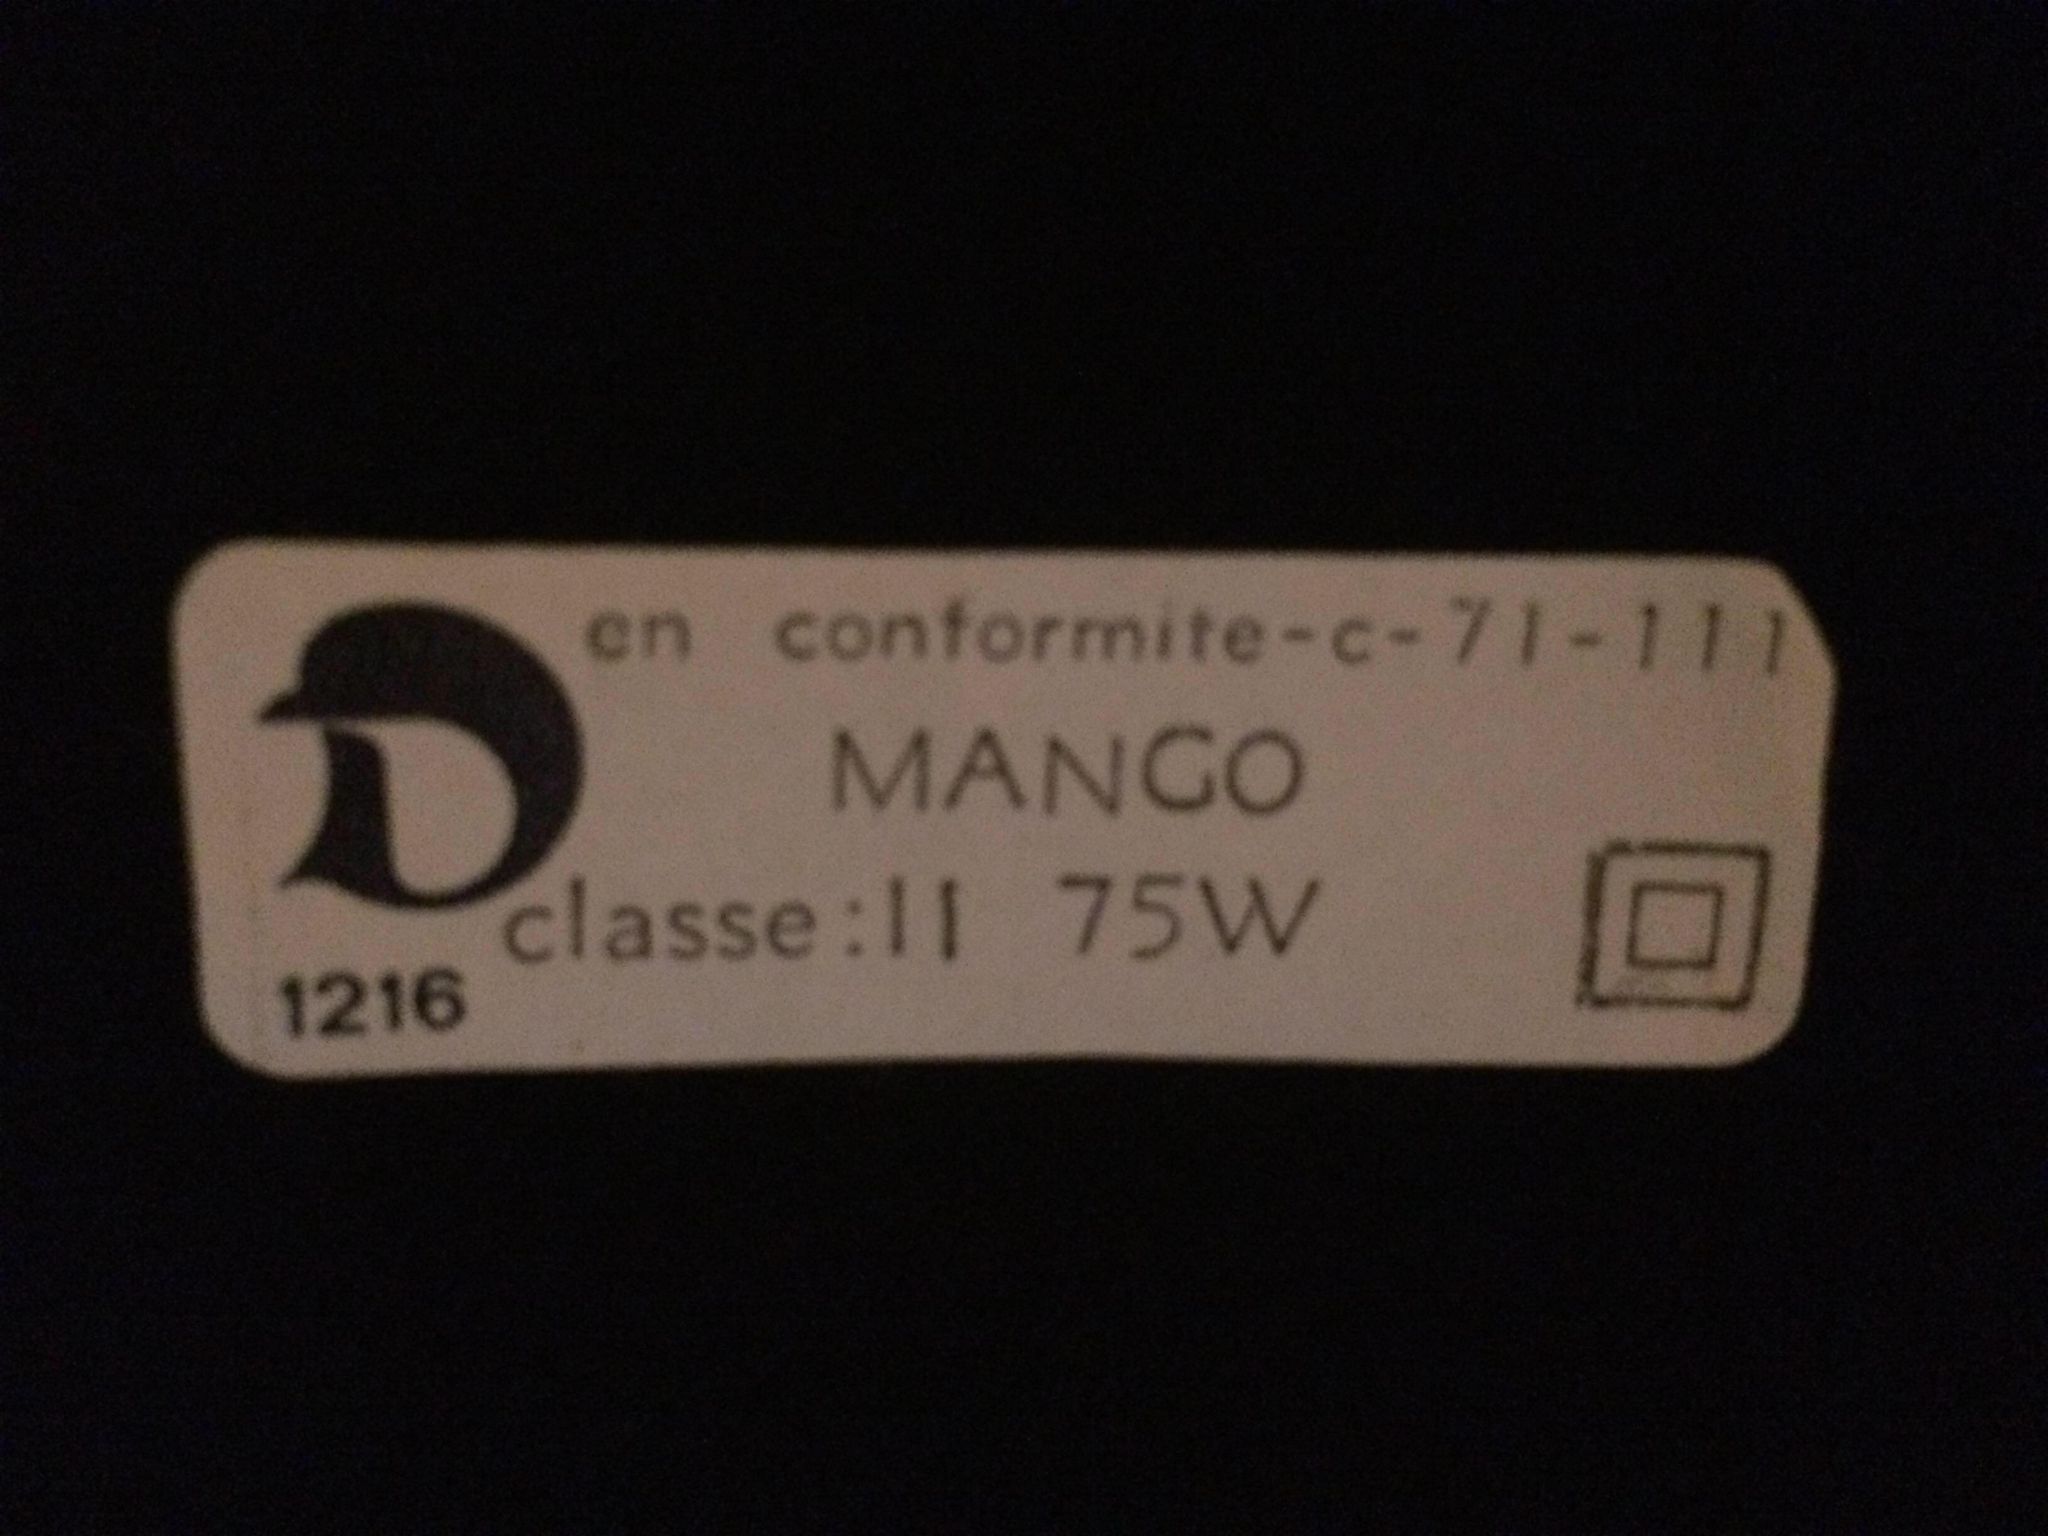 D en conformite-c-71-111
MANGO
classe:II 75W
1216